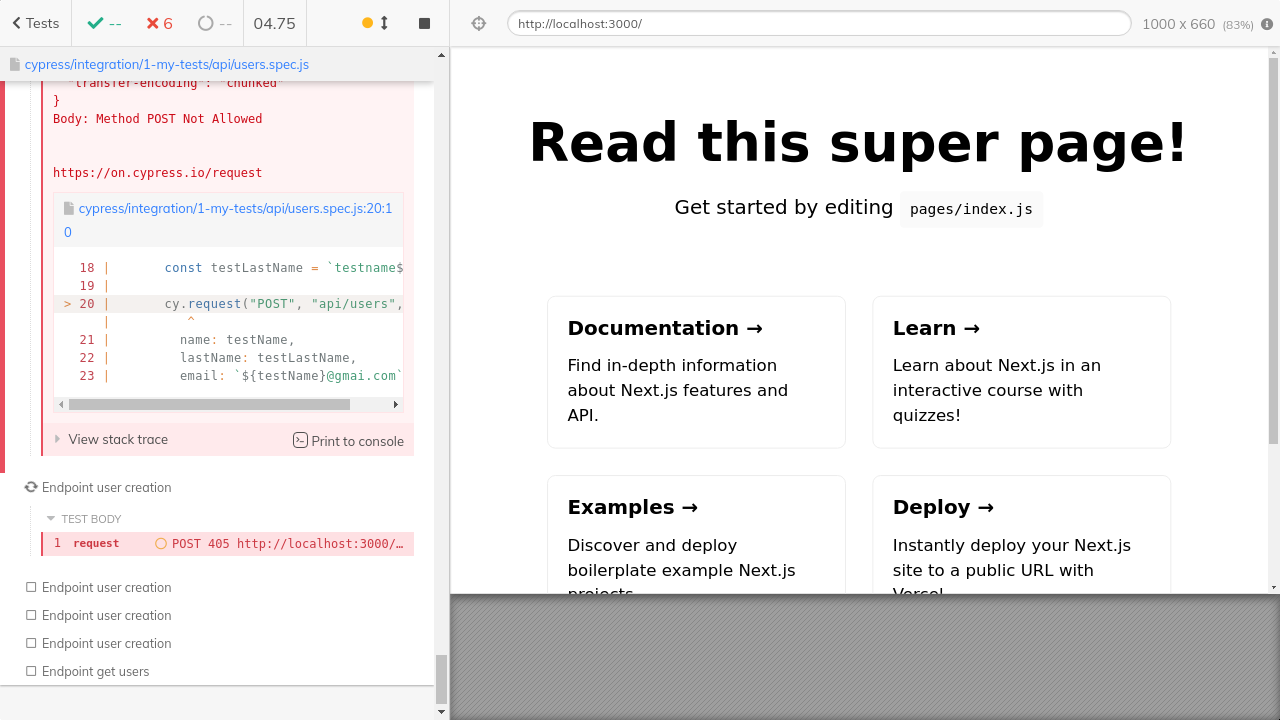 Tests
--
6
--
04.75
http://localhost:3000/
1000 x 660 (83%)
cypress/integration/1-my-tests/api/users.spec.js
"transfer-encoding": "chunked"
}
Body: Method POST Not Allowed
https://on.cypress.io/request
cypress/integration/1-my-tests/api/users.spec.js:20:1
0
18 | const testLastName = `testname$
19 |
> 20 | cy.request("POST", "api/users",
| ^
21 | name: testName,
22 | lastName: testLastName,
23 | email: `${testName}@gmai.com`
View stack trace
Print to console
Endpoint user creation
TEST BODY
1 request POST 405 http://localhost:3000/…
Endpoint user creation
Endpoint user creation
Endpoint user creation
Endpoint get users
Read this super page!
Get started by editing pages/index.js
Documentation →
Find in-depth information
about Next.js features and
API.
Learn →
Learn about Next.js in an
interactive course with
quizzes!
Examples →
Discover and deploy
boilerplate example Next.js
projects.
Deploy →
Instantly deploy your Next.js
site to a public URL with
Vercel.